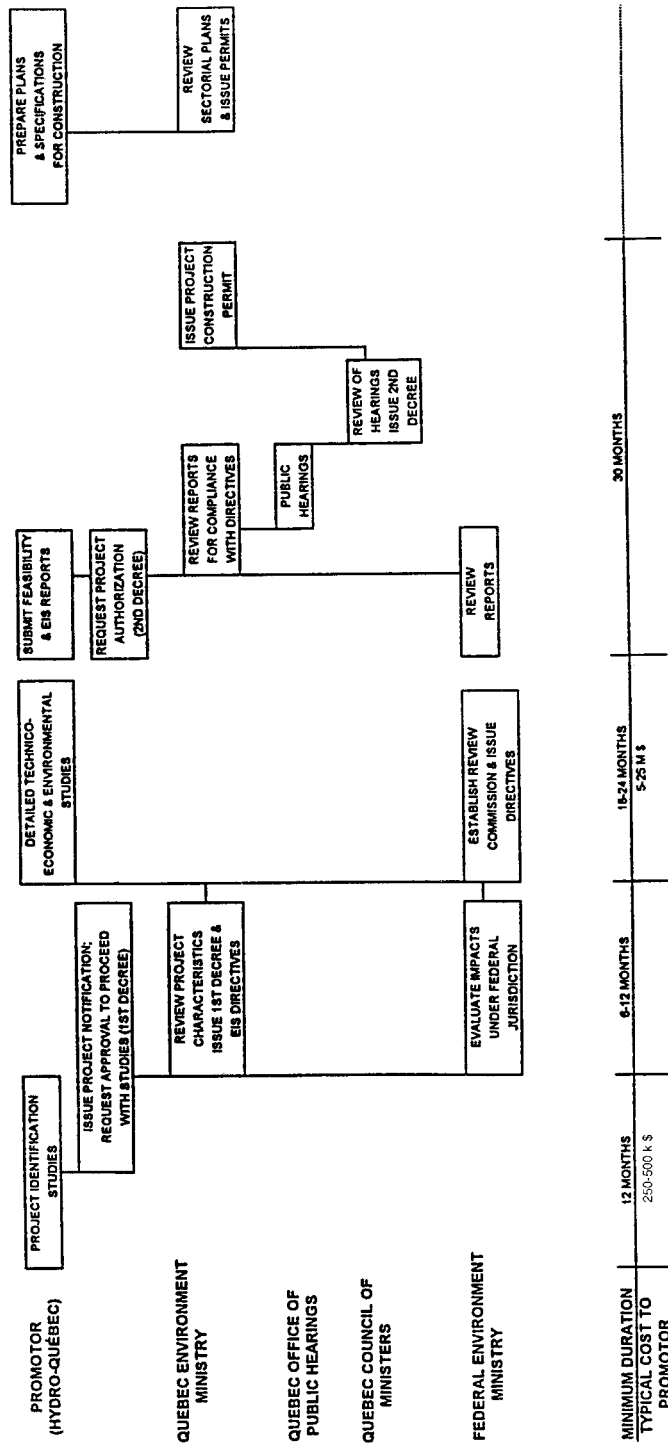 PROMOTOR
(HYDRO-QUÉBEC)
PROJECT IDENTIFICATION
STUDIES
ISSUE PROJECT NOTIFICATION;
REQUEST APPROVAL TO PROCEED
WITH STUDIES (1ST DECREE)
DETAILED TECHNICO-
ECONOMIC & ENVIRONMENTAL
STUDIES
SUBMIT FEASIBILITY
& EIS REPORTS
REQUEST PROJECT
AUTHORIZATION
(2ND DECREE)
PREPARE PLANS
& SPECIFICATIONS
FOR CONSTRUCTION
QUEBEC ENVIRONMENT
MINISTRY
REVIEW PROJECT
CHARACTERISTICS
ISSUE 1ST DECREE &
EIS DIRECTIVES
REVIEW REPORTS
FOR COMPLIANCE
WITH DIRECTIVES
ISSUE PROJECT
CONSTRUCTION
PERMIT
REVIEW
SECTORIAL PLANS
& ISSUE PERMITS
QUEBEC OFFICE OF
PUBLIC HEARINGS
PUBLIC
HEARINGS
QUEBEC COUNCIL OF
MINISTERS
REVIEW OF
HEARINGS
ISSUE 2ND
DECREE
FEDERAL ENVIRONMENT
MINISTRY
EVALUATE IMPACTS
UNDER FEDERAL
JURISDICTION
ESTABLISH REVIEW
COMMISSION & ISSUE
DIRECTIVES
REVIEW
REPORTS
MINIMUM DURATION
12 MONTHS
6-12 MONTHS
18-24 MONTHS
30 MONTHS
TYPICAL COST TO
PROMOTOR
250-500 k $
5-25 M $